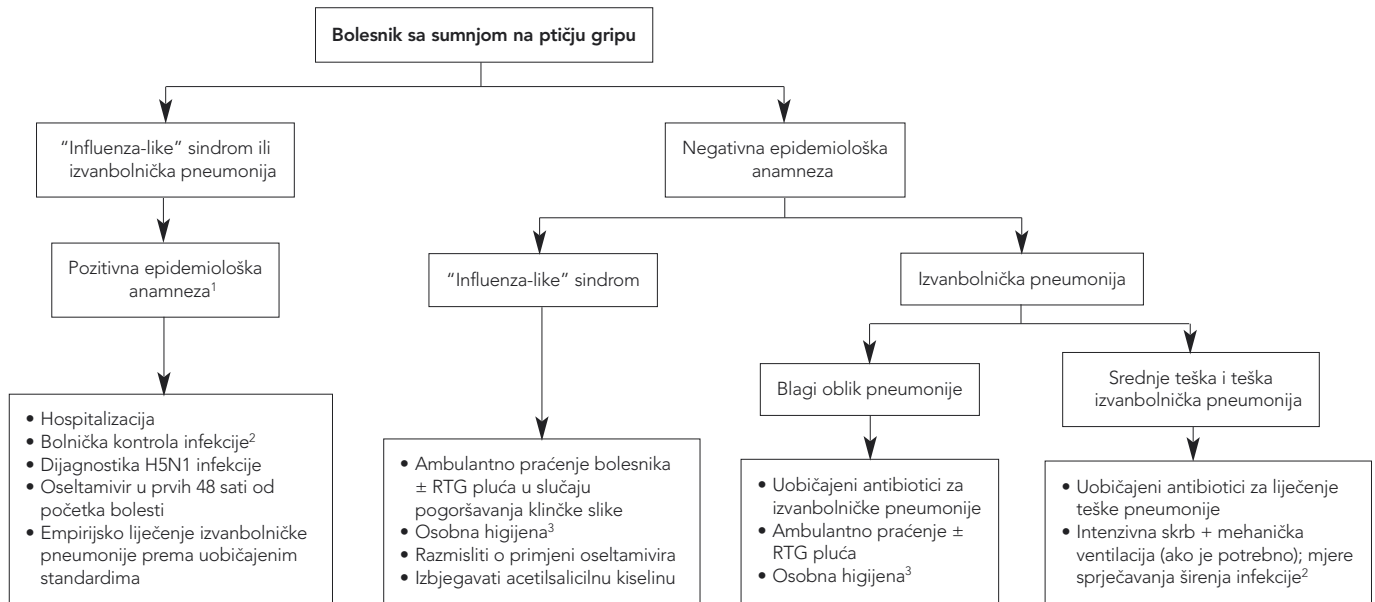 Bolesnik sa sumnjom na ptičju gripu
“Influenza-like” sindrom ili
izvanbolnička pneumonija
Negativna epidemiološka
anamneza
Pozitivna epidemiološka
anamneza¹
“Influenza-like” sindrom
Izvanbolnička pneumonija
Blagi oblik pneumonije
Srednje teška i teška
izvanbolnička pneumonija
• Hospitalizacija
• Bolnička kontrola infekcije²
• Dijagnostika H5N1 infekcije
• Oseltamivir u prvih 48 sati od
početka bolesti
• Empirijsko liječenje izvanbolničke
pneumonije prema uobičajenim
standardima
• Ambulantno praćenje bolesnika
± RTG pluća u slučaju
pogoršavanja klinčke slike
• Osobna higijena³
• Razmisliti o primjeni oseltamivira
• Izbjegavati acetilsalicilnu kiselinu
• Uobičajeni antibiotici za
izvanbolničke pneumonije
• Ambulantno praćenje ±
RTG pluća
• Osobna higijena³
• Uobičajeni antibiotici za liječenje
teške pneumonije
• Intenzivna skrb + mehanička
ventilacija (ako je potrebno); mjere
sprječavanja širenja infekcije²